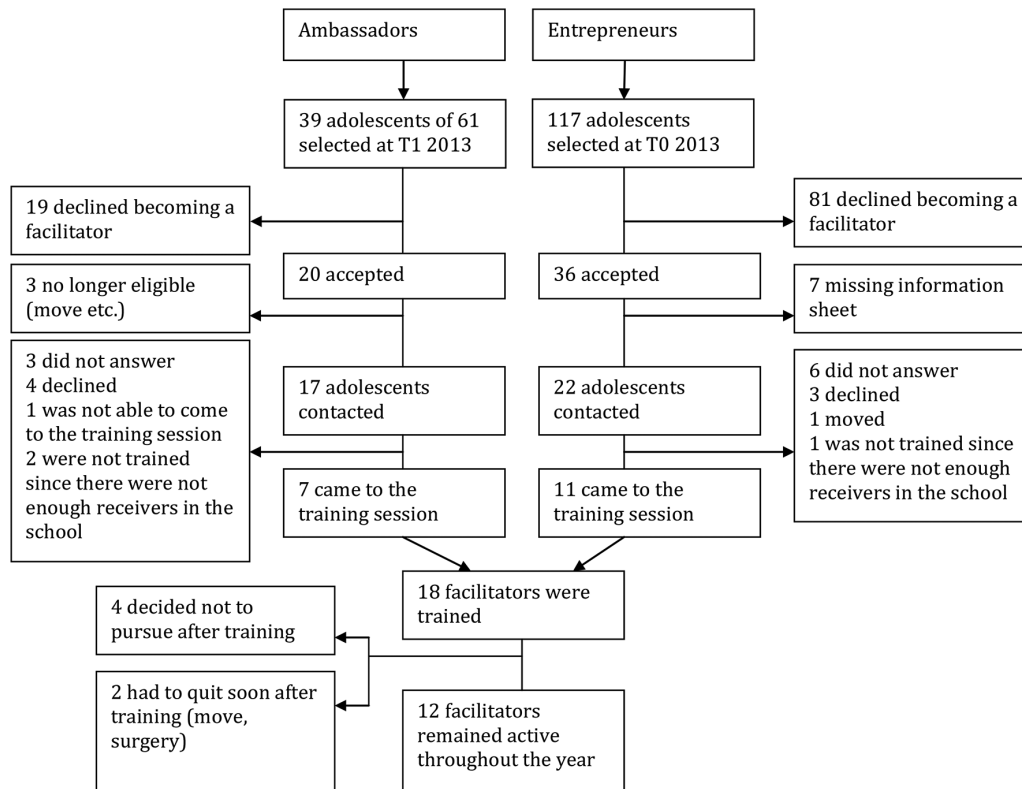 Ambassadors
Entrepreneurs
39 adolescents of 61
selected at T1 2013
117 adolescents
selected at T0 2013
19 declined becoming a
facilitator
81 declined becoming a
facilitator
20 accepted
36 accepted
3 no longer eligible
(move etc.)
7 missing information
sheet
3 did not answer
4 declined
1 was not able to come
to the training session
2 were not trained
since there were not
enough receivers in the
school
17 adolescents
contacted
22 adolescents
contacted
6 did not answer
3 declined
1 moved
1 was not trained since
there were not enough
receivers in the school
7 came to the
training session
11 came to the
training session
18 facilitators were
trained
4 decided not to
pursue after training
2 had to quit soon after
training (move,
surgery)
12 facilitators
remained active
throughout the year